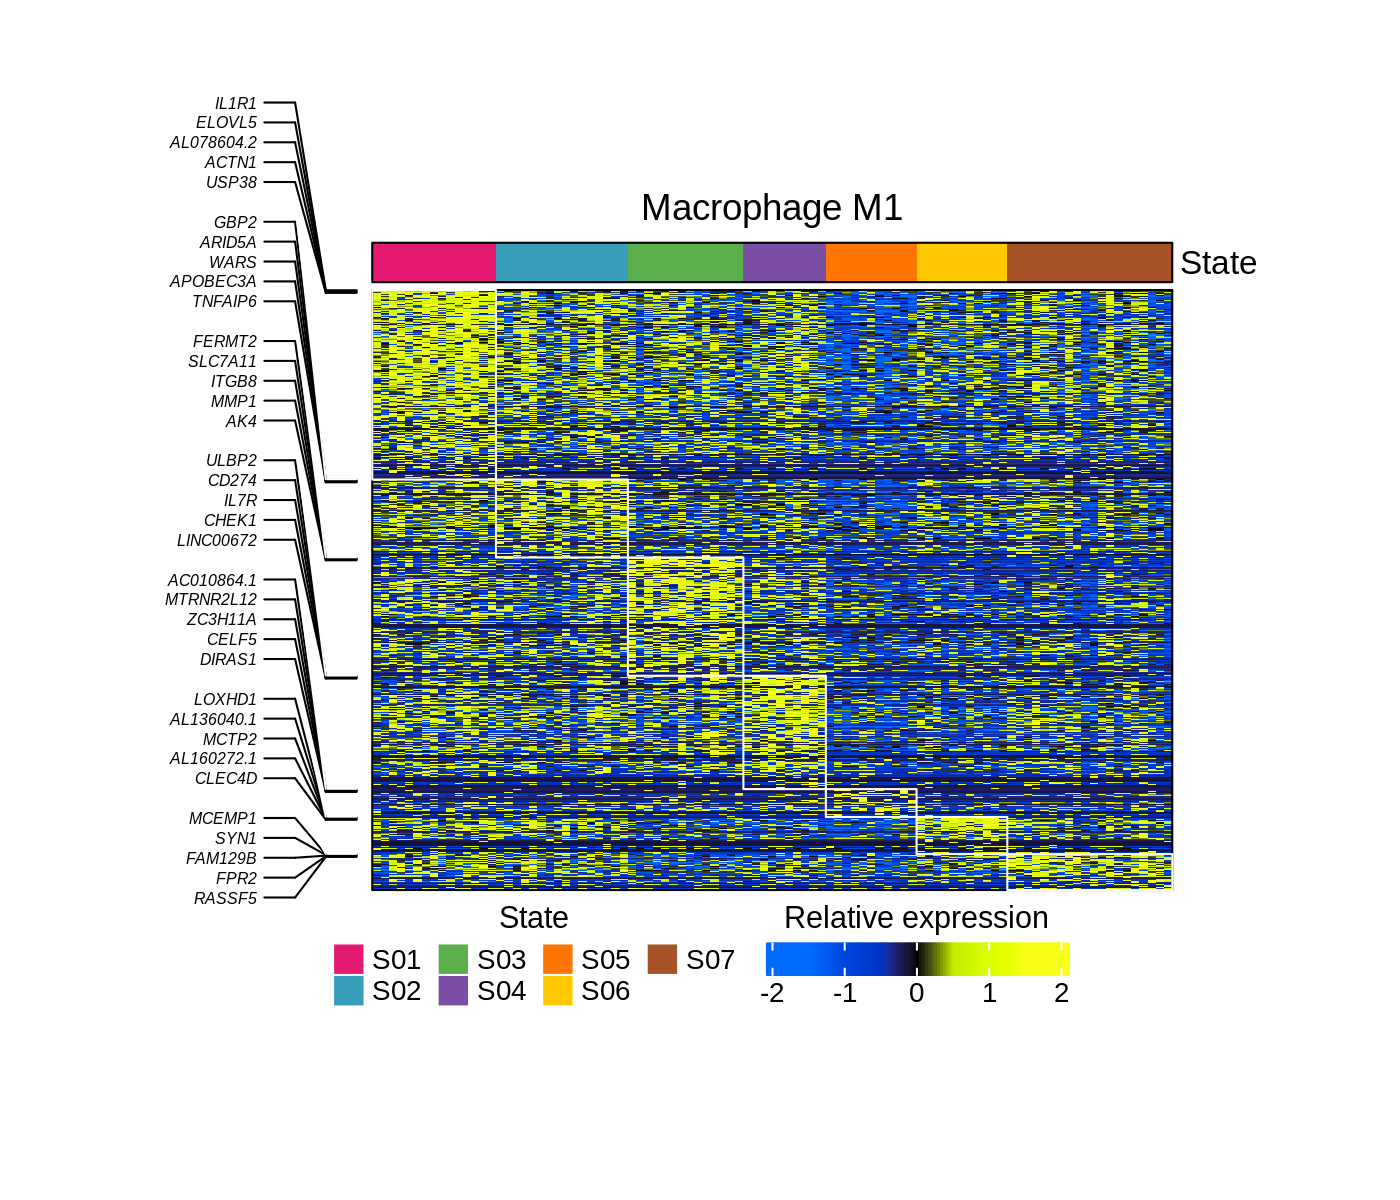 IL1R1
ELOVL5
AL078604.2
ACTN1
USP38
GBP2
ARID5A
WARS
APOBEC3A
TNFAIP6
FERMT2
SLC7A11
ITGB8
MMP1
AK4
ULBP2
CD274
IL7R
CHEK1
LINC00672
AC010864.1
MTRNR2L12
ZC3H11A
CELF5
DIRAS1
LOXHD1
AL136040.1
MCTP2
AL160272.1
CLEC4D
MCEMP1
SYN1
FAM129B
FPR2
RASSF5
Macrophage M1
State
State
S01 S03 S05 S07
S02 S04 S06
Relative expression
-2 -1 0 1 2